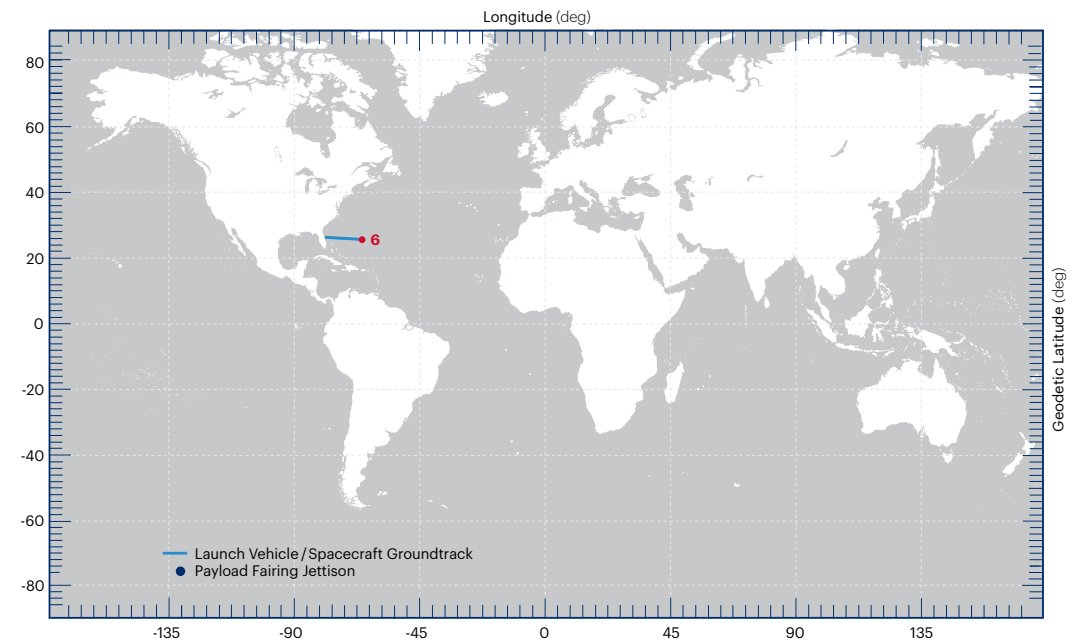 Longitude (deg)
80
60
40
6
20
0
-20
-40
-60
-80
Geodetic Latitude (deg)
Launch Vehicle / Spacecraft Groundtrack
Payload Fairing Jettison
-135 -90 -45 0 45 90 135